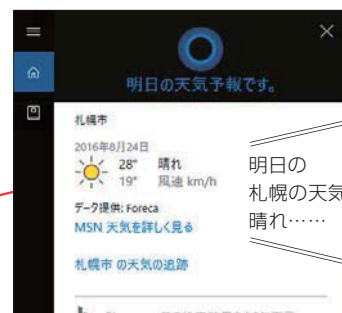 明日の天気予報です。
札幌市
2016年8月24日
28° 晴れ
19° 風速 km/h
データ提供: Foreca
MSN 天気を詳しく見る
札幌市 の天気の追跡
明日の
札幌の天気
晴れ……